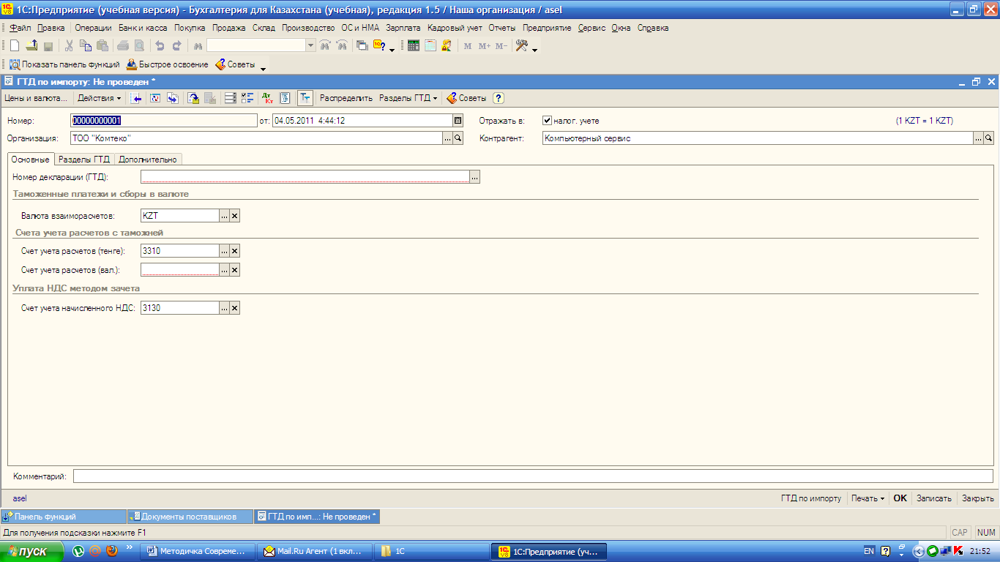 1С:Предприятие (учебная версия) - Бухгалтерия для Казахстана (учебная), редакция 1.5 / Наша организация / asel
Файл Правка Операции Банк и касса Покупка Продажа Склад Производство ОС и НМА Зарплата Кадровый учет Отчеты Предприятие Сервис Окна Справка
M M+ M-
Показать панель функций Быстрое освоение Советы
ГТД по импорту: Не проведен *
Цены и валюта... Действия Дт Кт Распределить Разделы ГТД Советы
Номер: 00000000001 от: 04.05.2011 4:44:12 Отражать в: налог. учете (1 KZT = 1 KZT)
Организация: ТОО "Комтеко" ... Контрагент: Компьютерный сервис ...
Основные Разделы ГТД Дополнительно
Номер декларации (ГТД): ...
Таможенные платежи и сборы в валюте
Валюта взаиморасчетов: KZT ...
Счета учета расчетов с таможней
Счет учета расчетов (тенге): 3310 ...
Счет учета расчетов (вал.): ...
Уплата НДС методом зачета
Счет учета начисленного НДС: 3130 ...
Комментарий:
asel ГТД по импорту Печать OK Записать Закрыть
Панель функций Документы поставщиков ГТД по имп...: Не проведен *
Для получения подсказки нажмите F1 CAP NUM
пуск Методичка Совреме... Mail.Ru Агент (1 вкл... 1С 1С:Предприятие (уч... EN 21:52